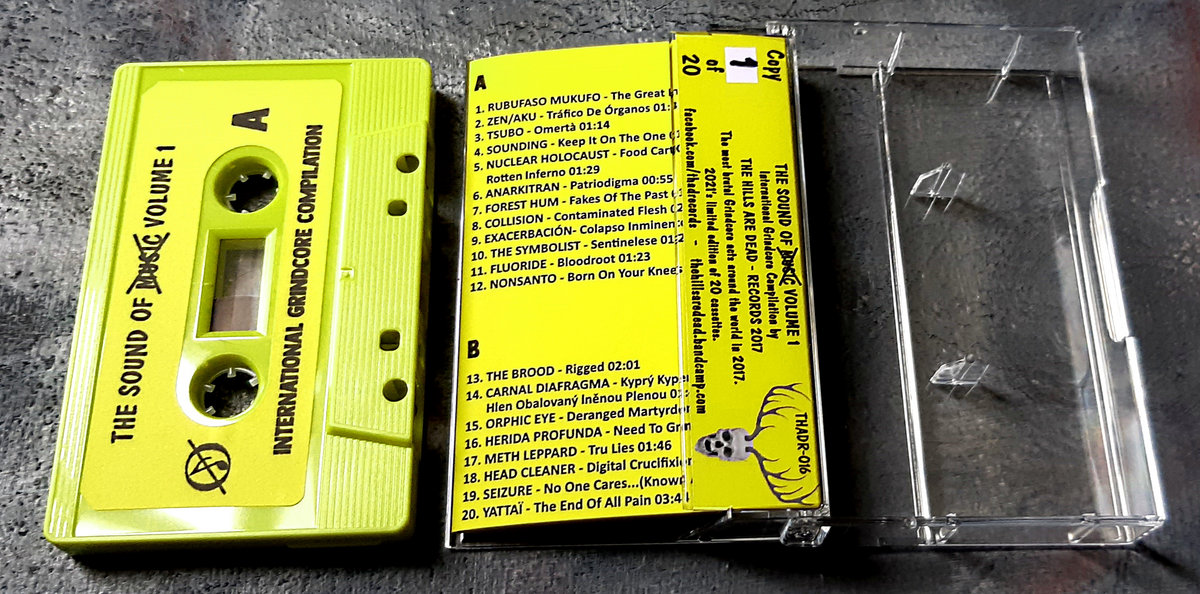 THE SOUND OF MUSIC VOLUME 1
A
INTERNATIONAL GRINDCORE COMPILATION
A
1. RUBUFASO MUKUFO - The Great
2. ZEN/AKU - Tráfico De Órganos 01:
3. TSUBO - Omertà 01:14
4. SOUNDING - Keep It On The One
5. NUCLEAR HOLOCAUST - Food
Rotten Inferno 01:29
6. ANARKITRAN - Patriodigma 00:55
7. FOREST HUM - Fakes Of The Past
8. COLLISION - Contaminated Flesh
9. EXACERBACIÓN- Colapso
10. THE SYMBOLIST - Sentinelese
11. FLUORIDE - Bloodroot 01:23
12. NONSANTO - Born On Your Knees
B
13. THE BROOD - Rigged 02:01
14. CARNAL DIAFRAGMA - Kyprý
Hlen Obalovaný lněnou Plenou
15. ORPHIC EYE - Deranged
16. HERIDA PROFUNDA - Need To
17. METH LEPPARD - Tru Lies 01:46
18. HEAD CLEANER - Digital
19. SEIZURE - No One Cares...
20. YATTAÏ - The End Of All Pain
Copy
1
of
20
THE SOUND OF MUSIC VOLUME 1
International Grindcore Compilation by
THE HILLS ARE DEAD - RECORDS 2017
The most brutal Grindcore acts around the world in 2017.
2021's limited edition of 20 cassettes.
facebook.com/thadrecords - thehillsaredead.bandcamp.com
THADR-016